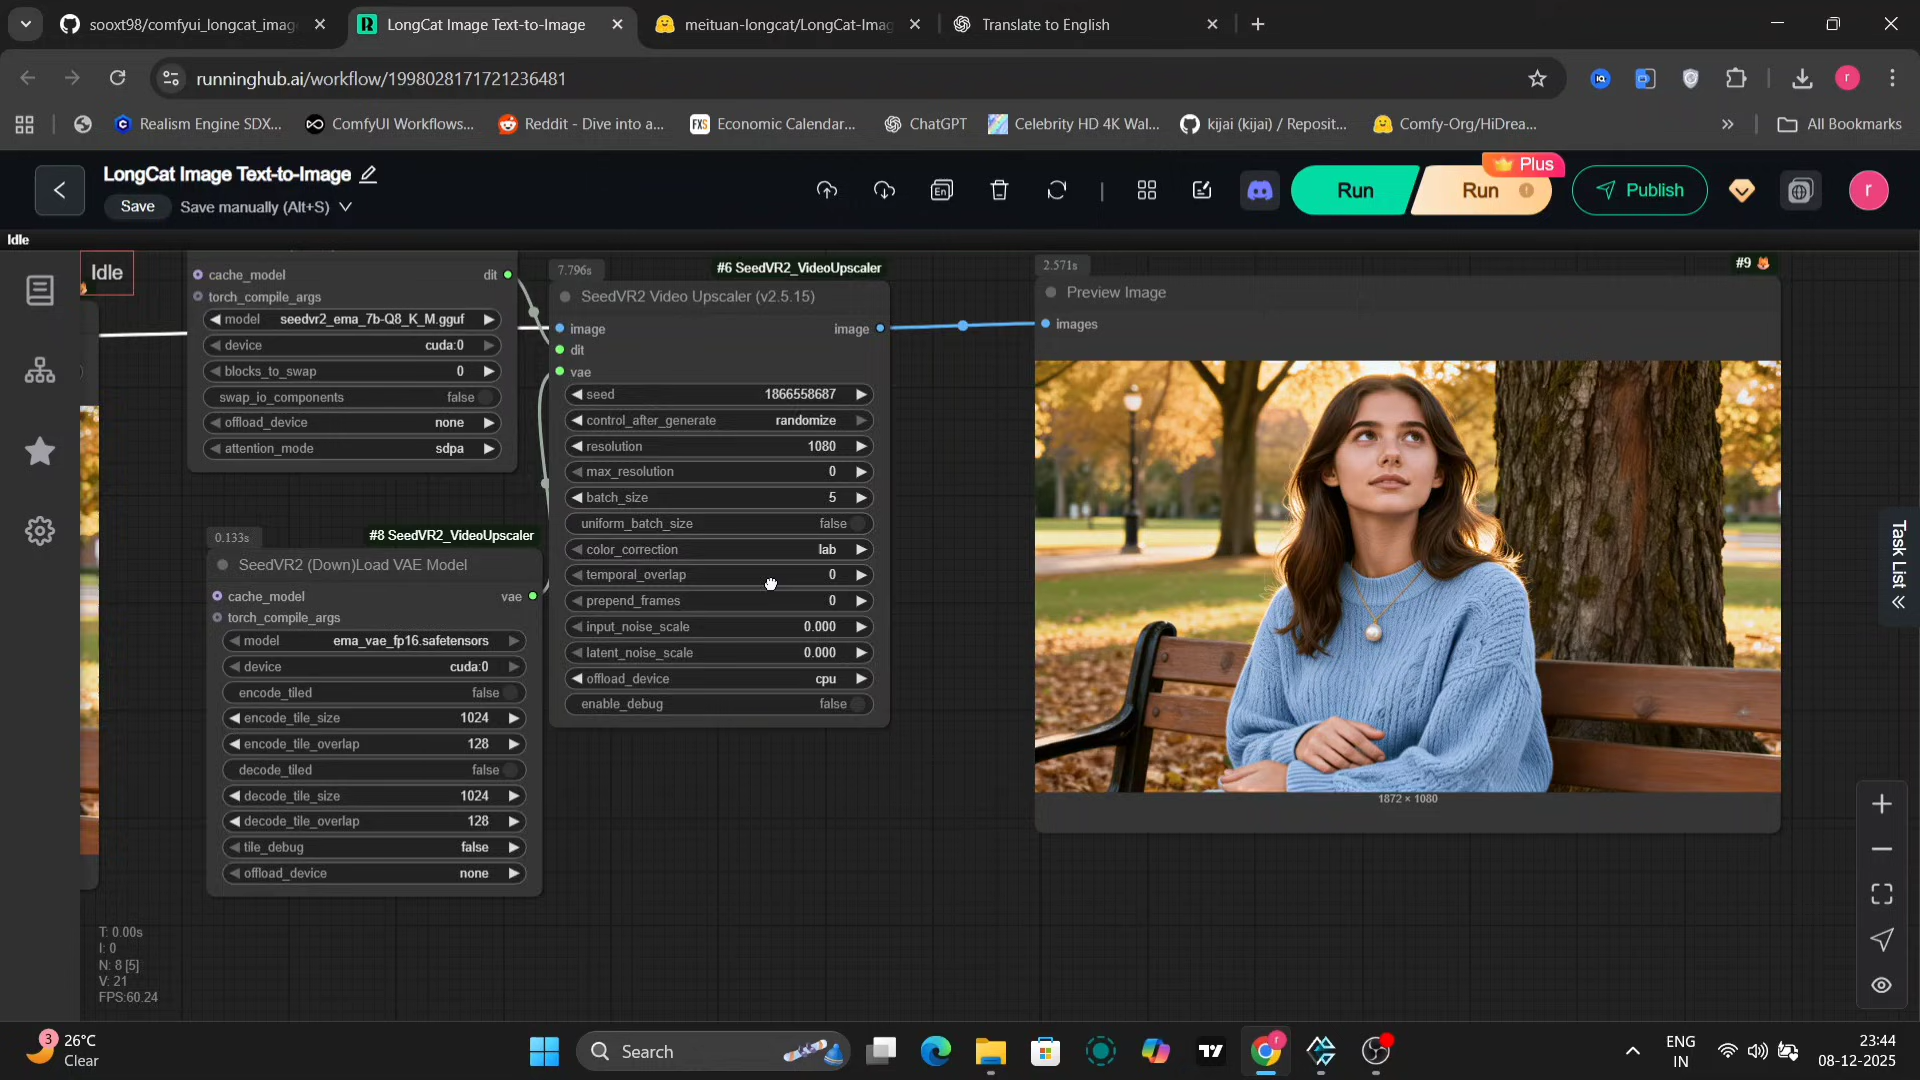 sooxt98/comfyui_longcat_imag
LongCat Image Text-to-Image
meituan-longcat/LongCat-Imag
Translate to English
runninghub.ai/workflow/1998028171721236481
Realism Engine SDX...
ComfyUI Workflows...
Reddit - Dive into a...
FXS
Economic Calendar...
ChatGPT
Celebrity HD 4K Wal...
kijai (kijai) / Reposit...
Comfy-Org/HiDrea...
All Bookmarks
LongCat Image Text-to-Image
Save
Save manually (Alt+S)
En
Run
Run
Plus
Publish
r
Idle
Idle
cache_model
dit
torch_compile_args
model seedvr2_ema_7b-Q8_K_M.gguf
device cuda:0
blocks_to_swap 0
swap_io_components false
offload_device none
attention_mode sdpa
0.133s
#8 SeedVR2_VideoUpscaler
SeedVR2 (Down)Load VAE Model
cache_model
vae
torch_compile_args
model ema_vae_fp16.safetensors
device cuda:0
encode_tiled false
encode_tile_size 1024
encode_tile_overlap 128
decode_tiled false
decode_tile_size 1024
decode_tile_overlap 128
tile_debug false
offload_device none
7.796s
#6 SeedVR2_VideoUpscaler
SeedVR2 Video Upscaler (v2.5.15)
image
image
dit
vae
seed 1866558687
control_after_generate randomize
resolution 1080
max_resolution 0
batch_size 5
uniform_batch_size false
color_correction lab
temporal_overlap 0
prepend_frames 0
input_noise_scale 0.000
latent_noise_scale 0.000
offload_device cpu
enable_debug false
2.571s
#9
Preview Image
images
1872 × 1080
Task List
T: 0.00s
I: 0
N: 8 [5]
V: 21
FPS:60.24
3
26°C
Clear
Search
ENG
IN
23:44
08-12-2025